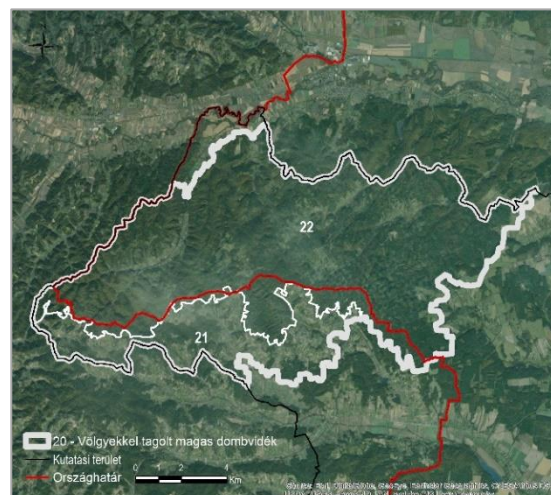 22
21
20 - Völgyekkel tagolt magas dombvidék
Kutatási terület
Országhatár
0 1 2 4
Km